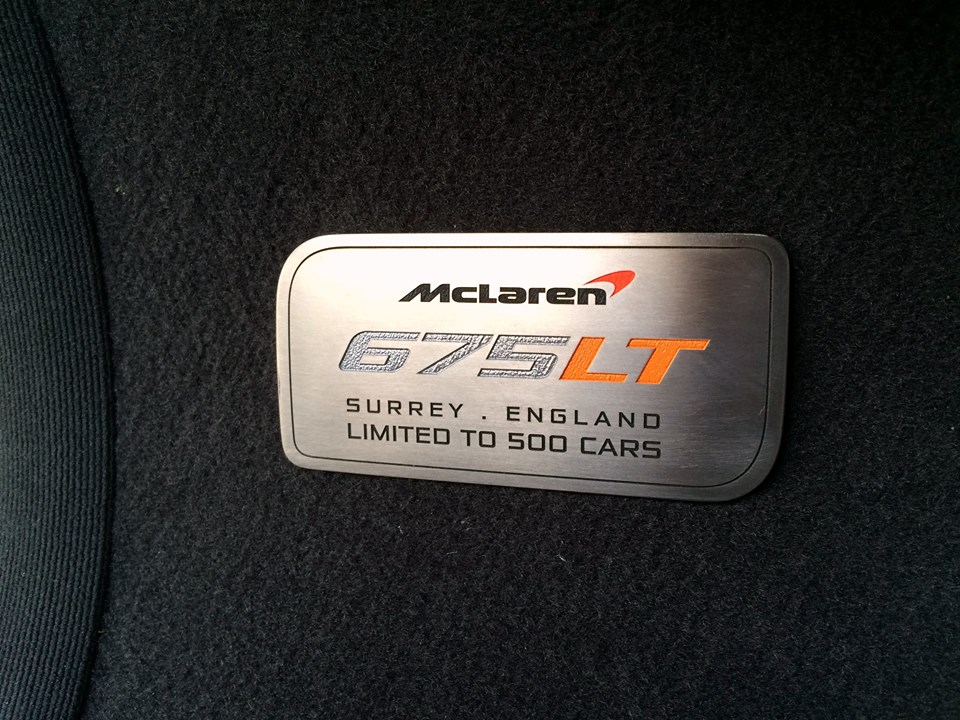 McLaren
675LT
SURREY . ENGLAND
LIMITED TO 500 CARS